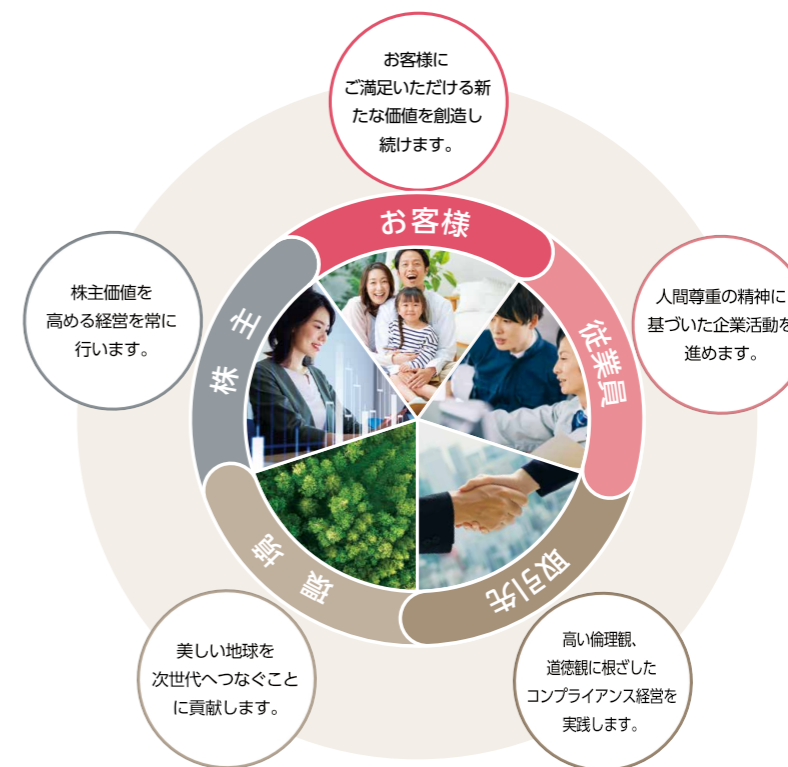 お客様に
ご満足いただける新
たな価値を創造し
続けます。
お客様
人間尊重の精神に
基づいた企業活動を
進めます。
従業員
高い倫理観、
道徳観に根ざした
コンプライアンス経営を
実践します。
取引先
美しい地球を
次世代へつなぐこと
に貢献します。
環境
株主価値を
高める経営を常に
行います。
株主